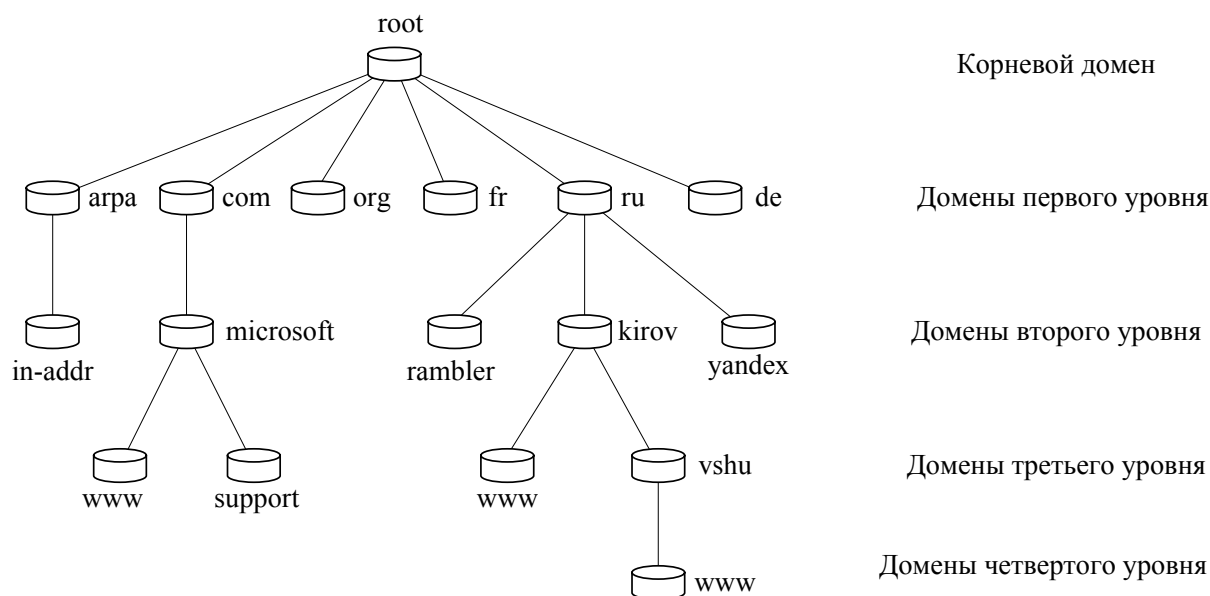 root
Корневой домен
arpa
com
org
fr
ru
de
Домены первого уровня
microsoft
kirov
Домены второго уровня
in-addr
rambler
yandex
vshu
Домены третьего уровня
www
support
www
Домены четвертого уровня
www